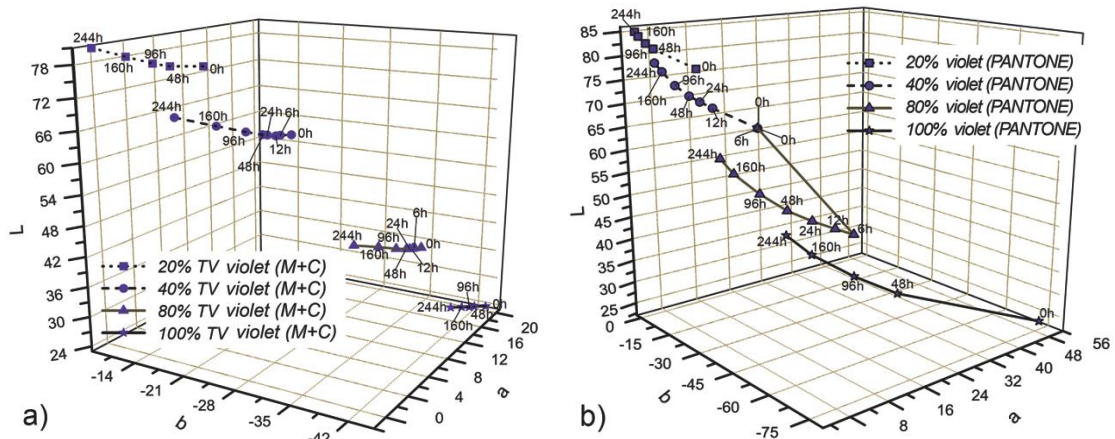 a)
L
78
72
66
60
54
48
42
36
30
24
244h
160h
96h
48h
0h
244h
160h
96h
48h
24h
12h
6h
0h
244h
160h
96h
48h
24h
12h
6h
0h
244h
160h
96h
48h
0h
20% TV violet (M+C)
40% TV violet (M+C)
80% TV violet (M+C)
100% TV violet (M+C)
-14
-21
-28
-35
-42
b
0
4
8
12
16
20
a
b)
L
85
80
75
70
65
60
55
50
45
40
35
30
25
244h
160h
96h
48h
0h
244h
160h
96h
48h
24h
12h
6h
0h
244h
160h
96h
48h
24h
12h
6h
0h
244h
160h
96h
48h
0h
20% violet (PANTONE)
40% violet (PANTONE)
80% violet (PANTONE)
100% violet (PANTONE)
0
-15
-30
-45
-60
-75
b
8
16
24
32
40
48
56
a